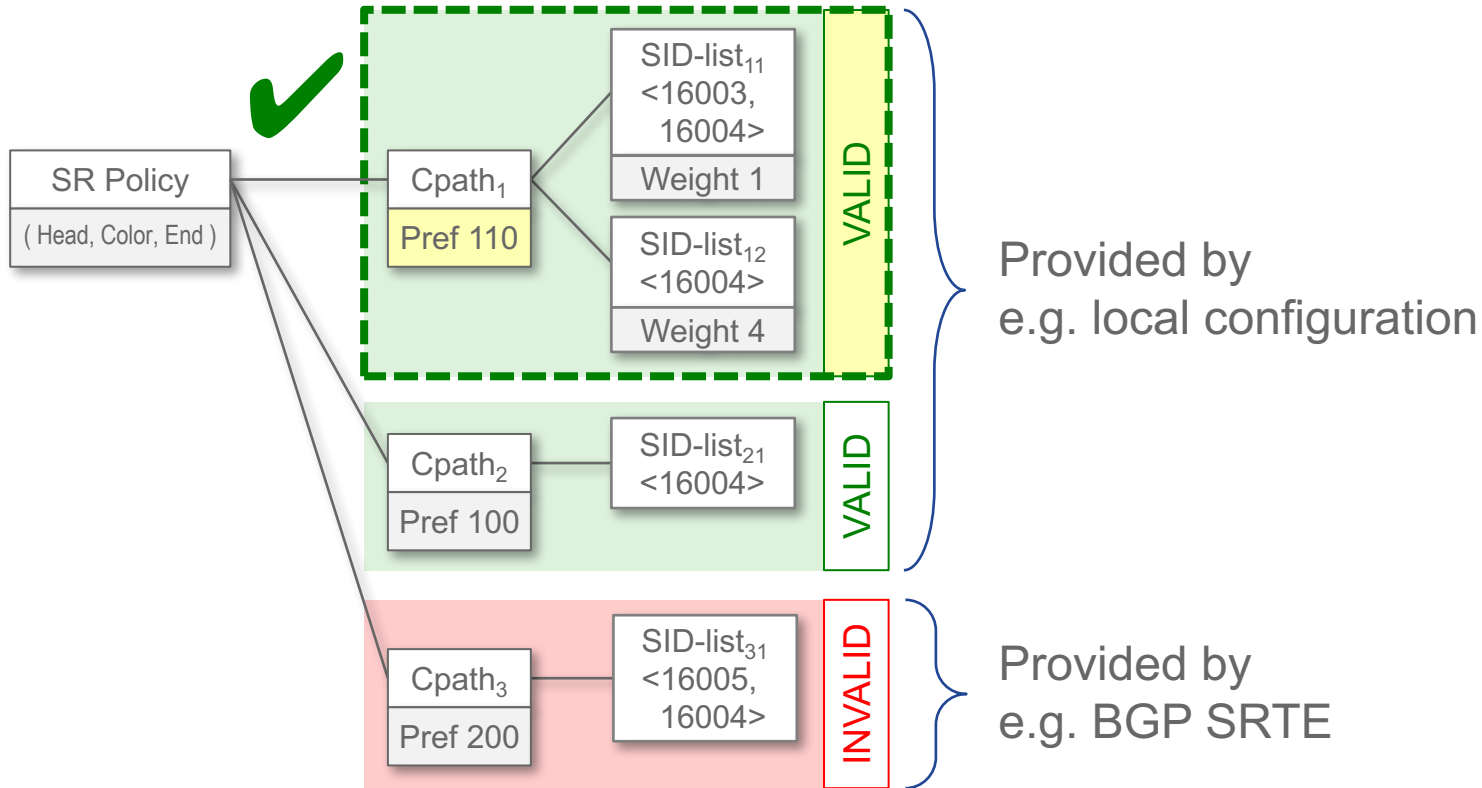 SR Policy
( Head, Color, End )
Cpath₁
Pref 110
SID-list₁₁
<16003,
16004>
Weight 1
SID-list₁₂
<16004>
Weight 4
VALID
Cpath₂
Pref 100
SID-list₂₁
<16004>
VALID
Provided by
e.g. local configuration
Cpath₃
Pref 200
SID-list₃₁
<16005,
16004>
INVALID
Provided by
e.g. BGP SRTE